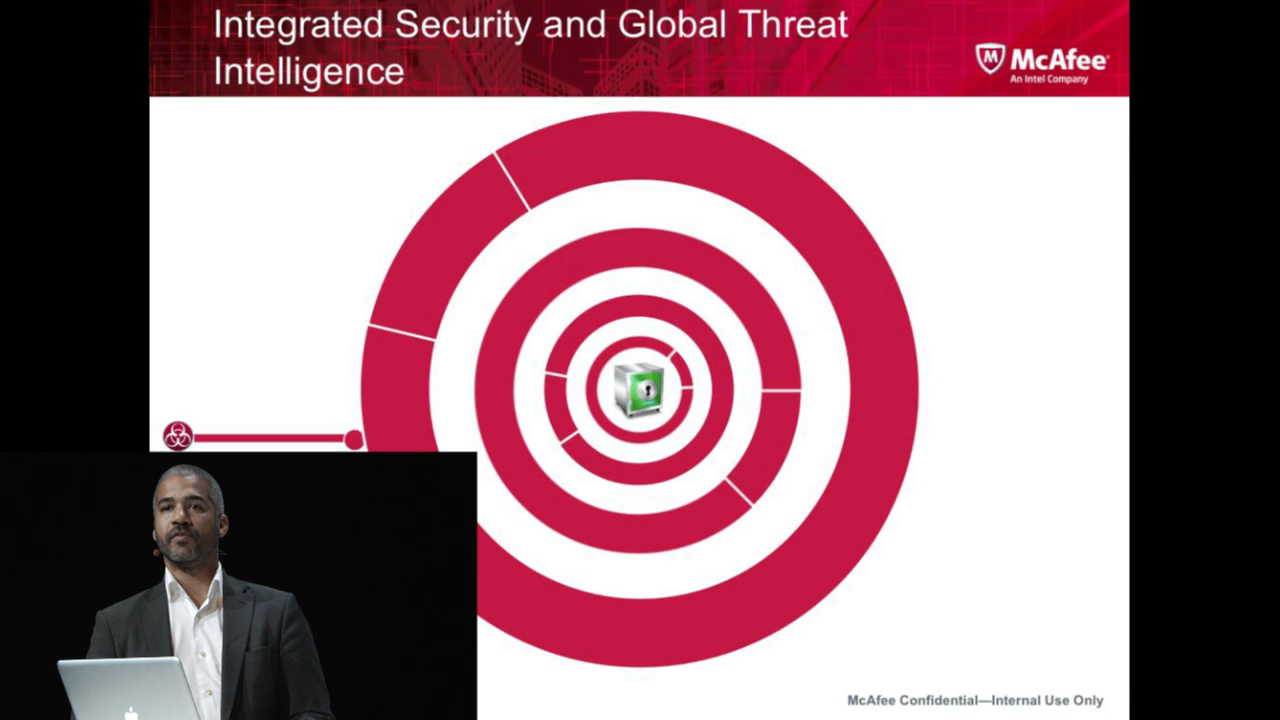 Integrated Security and Global Threat
Intelligence
McAfee
An Intel Company
McAfee Confidential—Internal Use Only